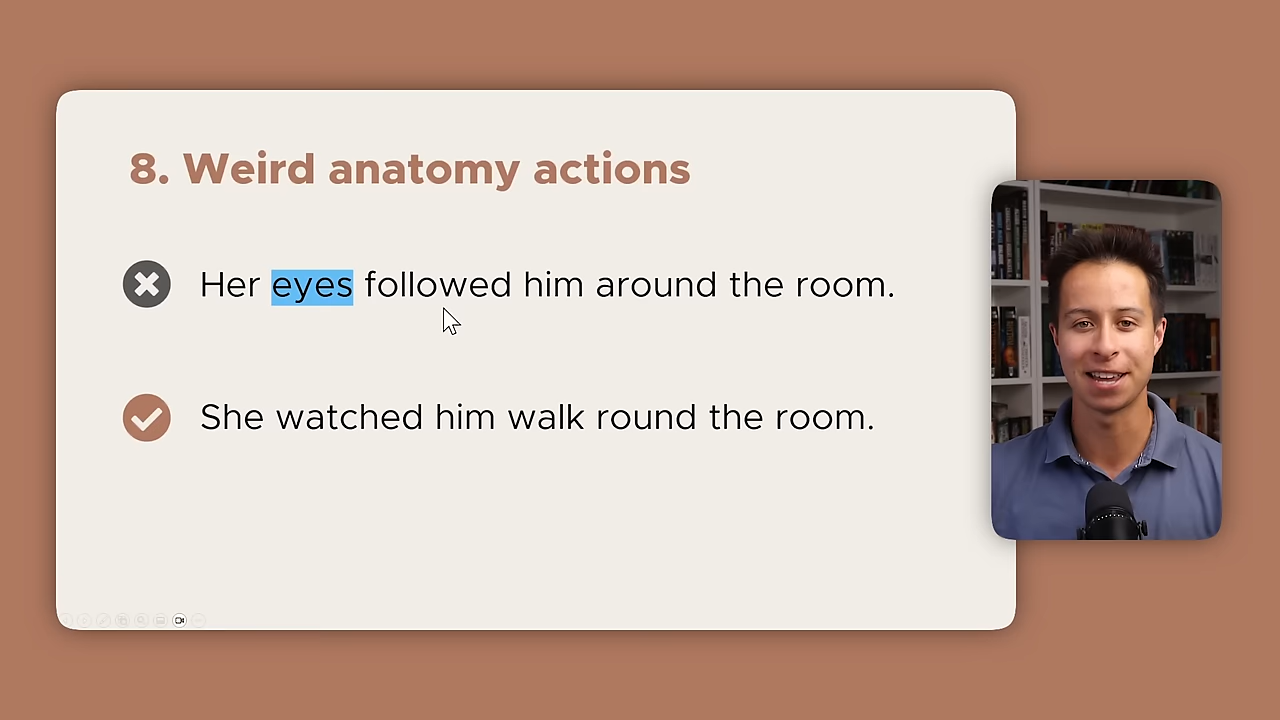 8. Weird anatomy actions
Her eyes followed him around the room.
She watched him walk round the room.